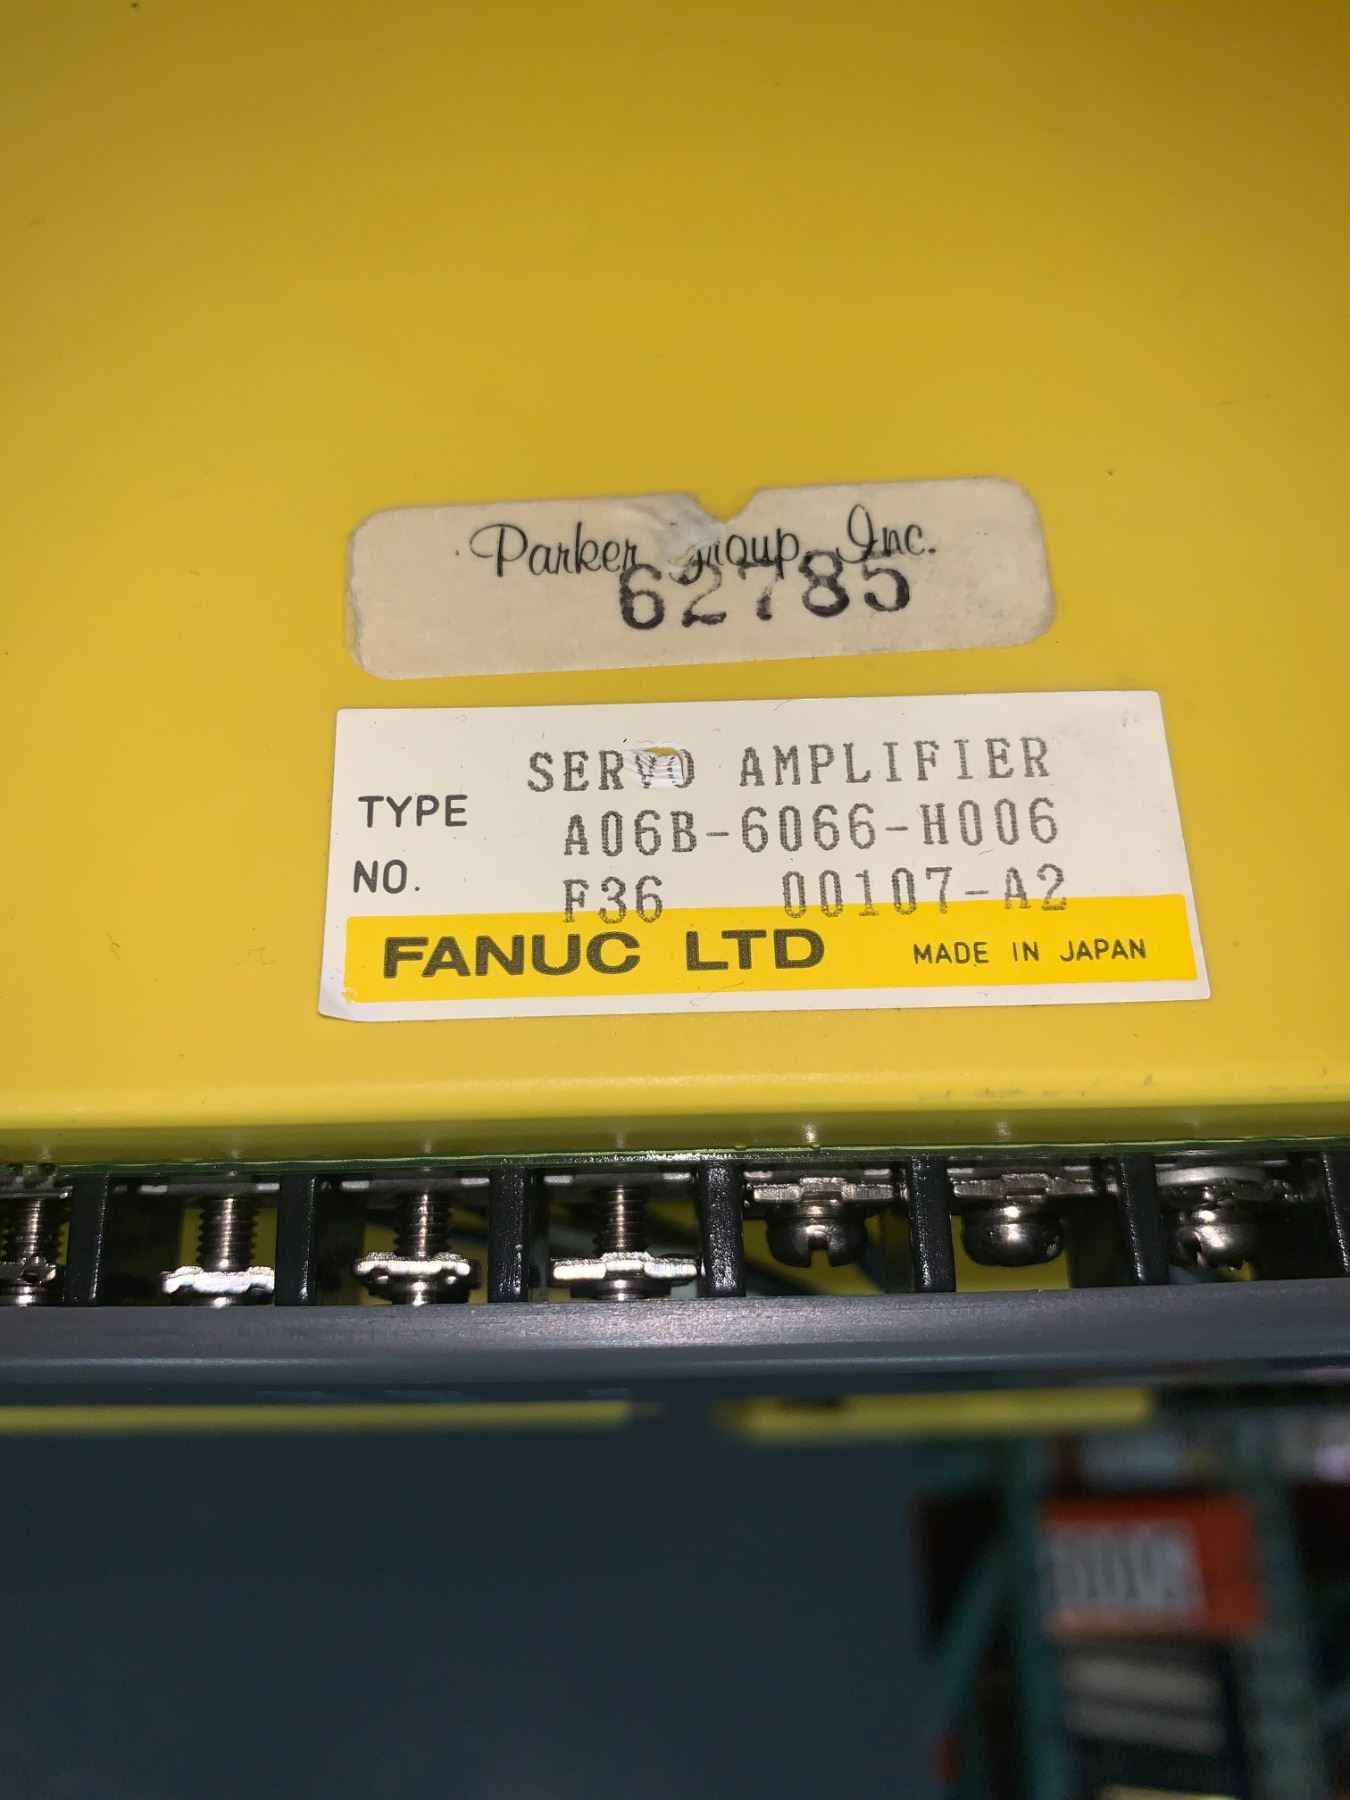 Parker Group, Inc.
62785
SERVO AMPLIFIER
TYPE A06B-6066-H006
NO. F36 00107-A2
FANUC LTD MADE IN JAPAN